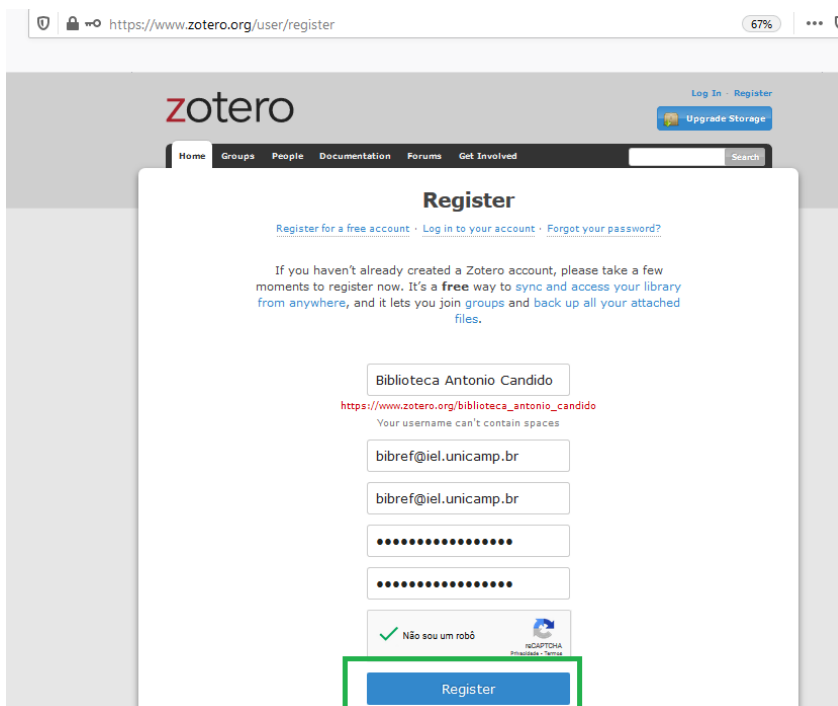 https://www.zotero.org/user/register 67%
zotero
Log In · Register
Upgrade Storage
Home Groups People Documentation Forums Get Involved Search
Register
Register for a free account · Log in to your account · Forgot your password?
If you haven't already created a Zotero account, please take a few
moments to register now. It's a free way to sync and access your library
from anywhere, and it lets you join groups and back up all your attached
files.
Biblioteca Antonio Candido
https://www.zotero.org/biblioteca_antonio_candido
Your username can't contain spaces
bibref@iel.unicamp.br
bibref@iel.unicamp.br
Não sou um robô
reCAPTCHA
Privacidade - Termos
Register